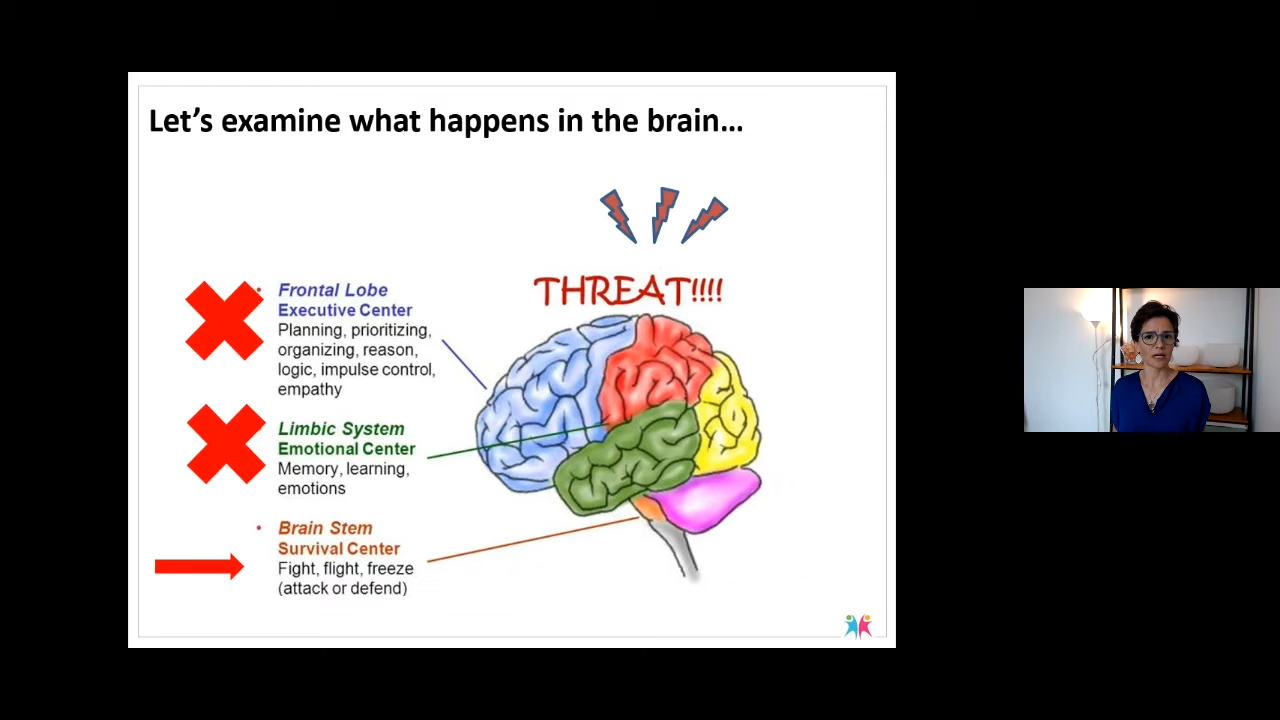 Let’s examine what happens in the brain…
THREAT!!!!
• Frontal Lobe
Executive Center
Planning, prioritizing,
organizing, reason,
logic, impulse control,
empathy
Limbic System
Emotional Center
Memory, learning,
emotions
• Brain Stem
Survival Center
Fight, flight, freeze
(attack or defend)